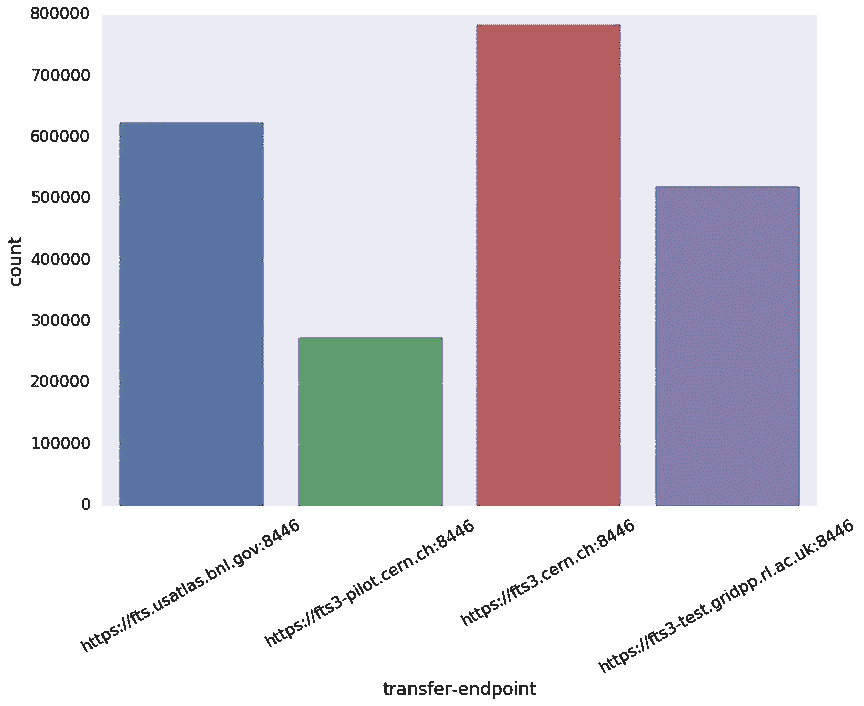 800000
700000
600000
500000
400000
300000
200000
100000
0
count
https://fts.usatlas.bnl.gov:8446
https://fts3-pilot.cern.ch:8446
https://fts3.cern.ch:8446
https://fts3-test.gridpp.rl.ac.uk:8446
transfer-endpoint